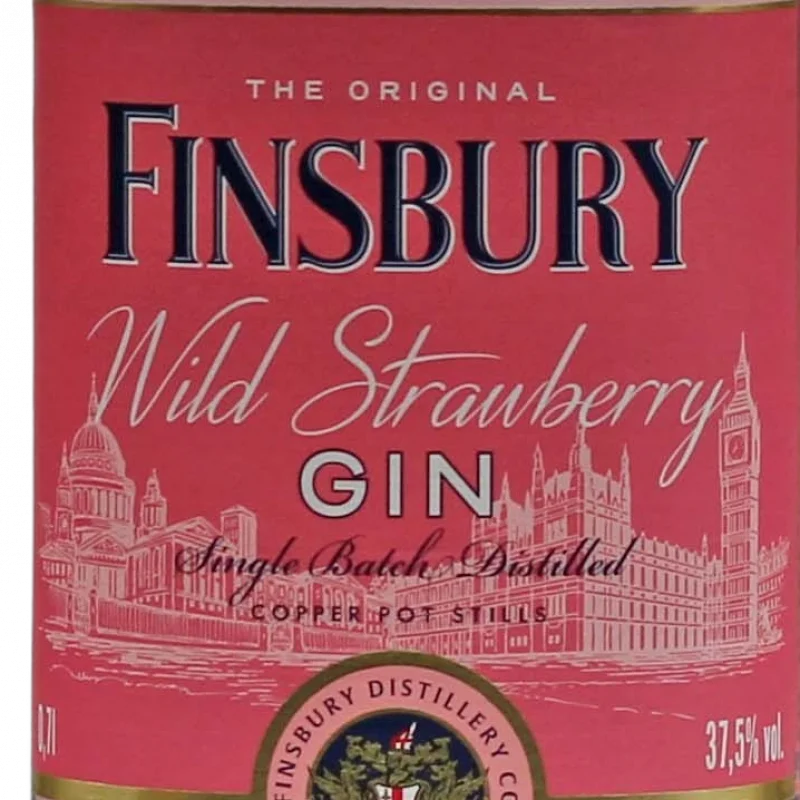 THE ORIGINAL
FINSBURY
Wild Strawberry
GIN
Single Batch Distilled
COPPER POT STILLS
FINSBURY DISTILLERY CO
0,7l
37,5% vol.